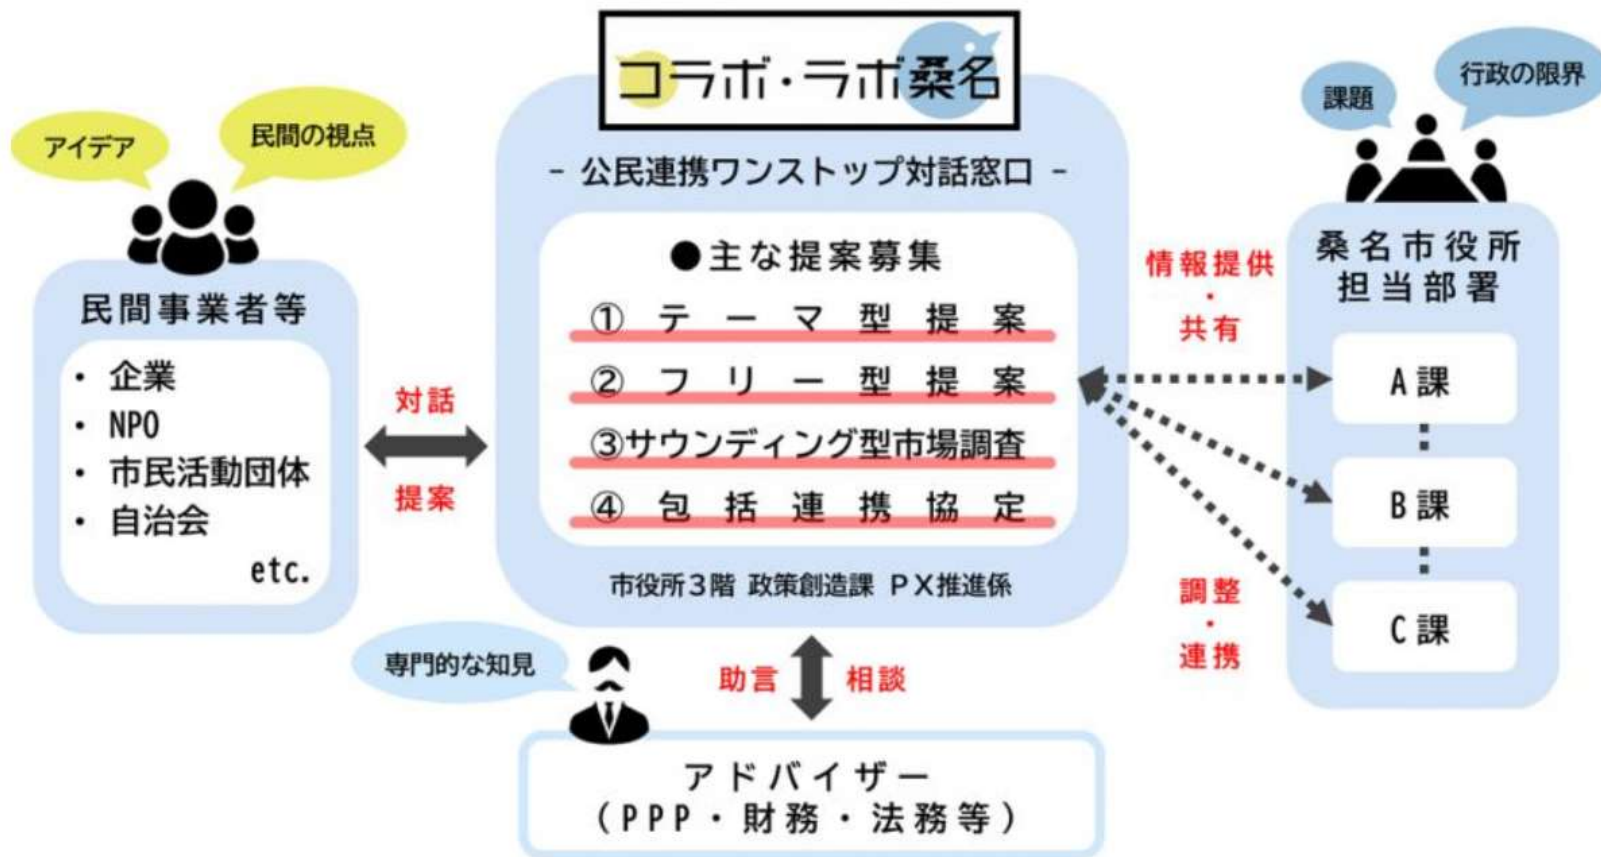 コラボ・ラボ桑名
- 公民連携ワンストップ対話窓口 -
●主な提案募集
① テーマ型提案
② フリー型提案
③サウンディング型市場調査
④ 包括連携協定
市役所3階 政策創造課 PX推進係
アイデア
民間の視点
民間事業者等
・ 企業
・ NPO
・ 市民活動団体
・ 自治会
etc.
対話
提案
課題
行政の限界
桑名市役所
担当部署
A課
B課
C課
情報提供
・
共有
調整
・
連携
専門的な知見
助言
相談
アドバイザー
(PPP・財務・法務等)